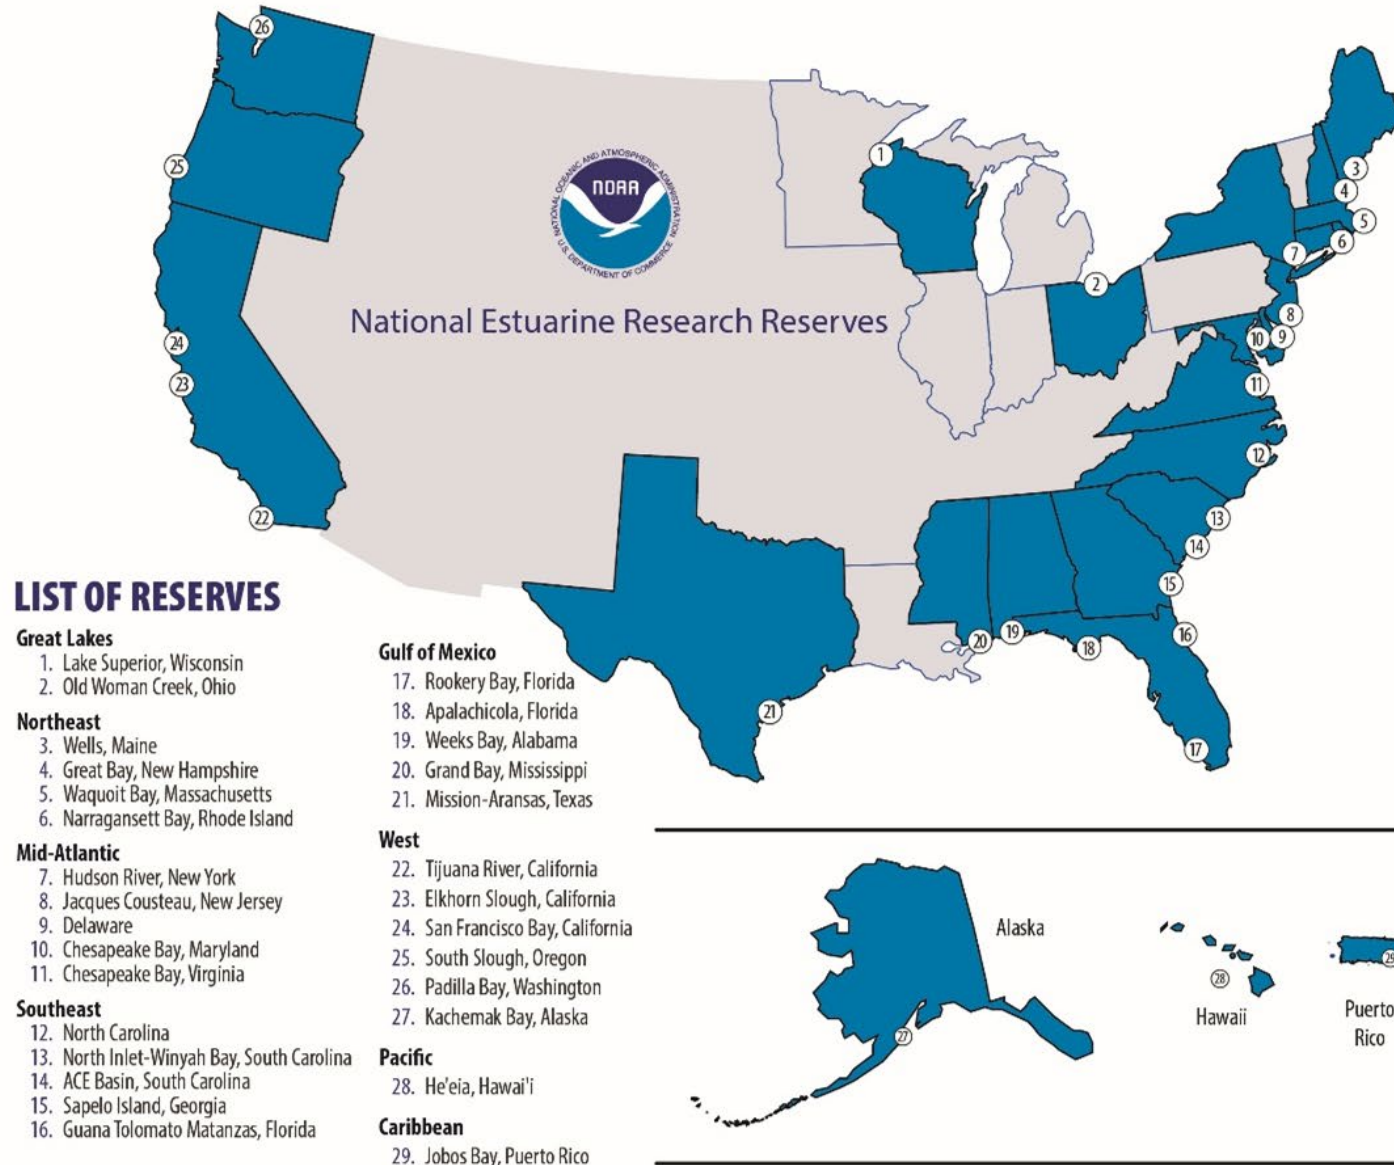 NATIONAL OCEANIC AND ATMOSPHERIC ADMINISTRATION
U.S. DEPARTMENT OF COMMERCE
NOAA
National Estuarine Research Reserves
26
25
24
23
22
1
2
3
4
5
6
7
8
9
10
11
12
13
14
15
16
17
18
19
20
21
LIST OF RESERVES
Great Lakes
1. Lake Superior, Wisconsin
2. Old Woman Creek, Ohio
Northeast
3. Wells, Maine
4. Great Bay, New Hampshire
5. Waquoit Bay, Massachusetts
6. Narragansett Bay, Rhode Island
Mid-Atlantic
7. Hudson River, New York
8. Jacques Cousteau, New Jersey
9. Delaware
10. Chesapeake Bay, Maryland
11. Chesapeake Bay, Virginia
Southeast
12. North Carolina
13. North Inlet-Winyah Bay, South Carolina
14. ACE Basin, South Carolina
15. Sapelo Island, Georgia
16. Guana Tolomato Matanzas, Florida
Gulf of Mexico
17. Rookery Bay, Florida
18. Apalachicola, Florida
19. Weeks Bay, Alabama
20. Grand Bay, Mississippi
21. Mission-Aransas, Texas
West
22. Tijuana River, California
23. Elkhorn Slough, California
24. San Francisco Bay, California
25. South Slough, Oregon
26. Padilla Bay, Washington
27. Kachemak Bay, Alaska
Pacific
28. He'eia, Hawai'i
Caribbean
29. Jobos Bay, Puerto Rico
Alaska
27
28
Hawaii
29
Puerto
Rico